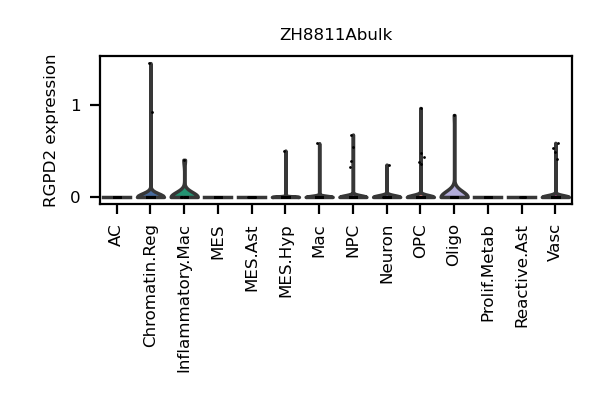 ZH8811Abulk
RGPD2 expression
1
0
AC
Chromatin.Reg
Inflammatory.Mac
MES
MES.Ast
MES.Hyp
Mac
NPC
Neuron
OPC
Oligo
Prolif.Metab
Reactive.Ast
Vasc